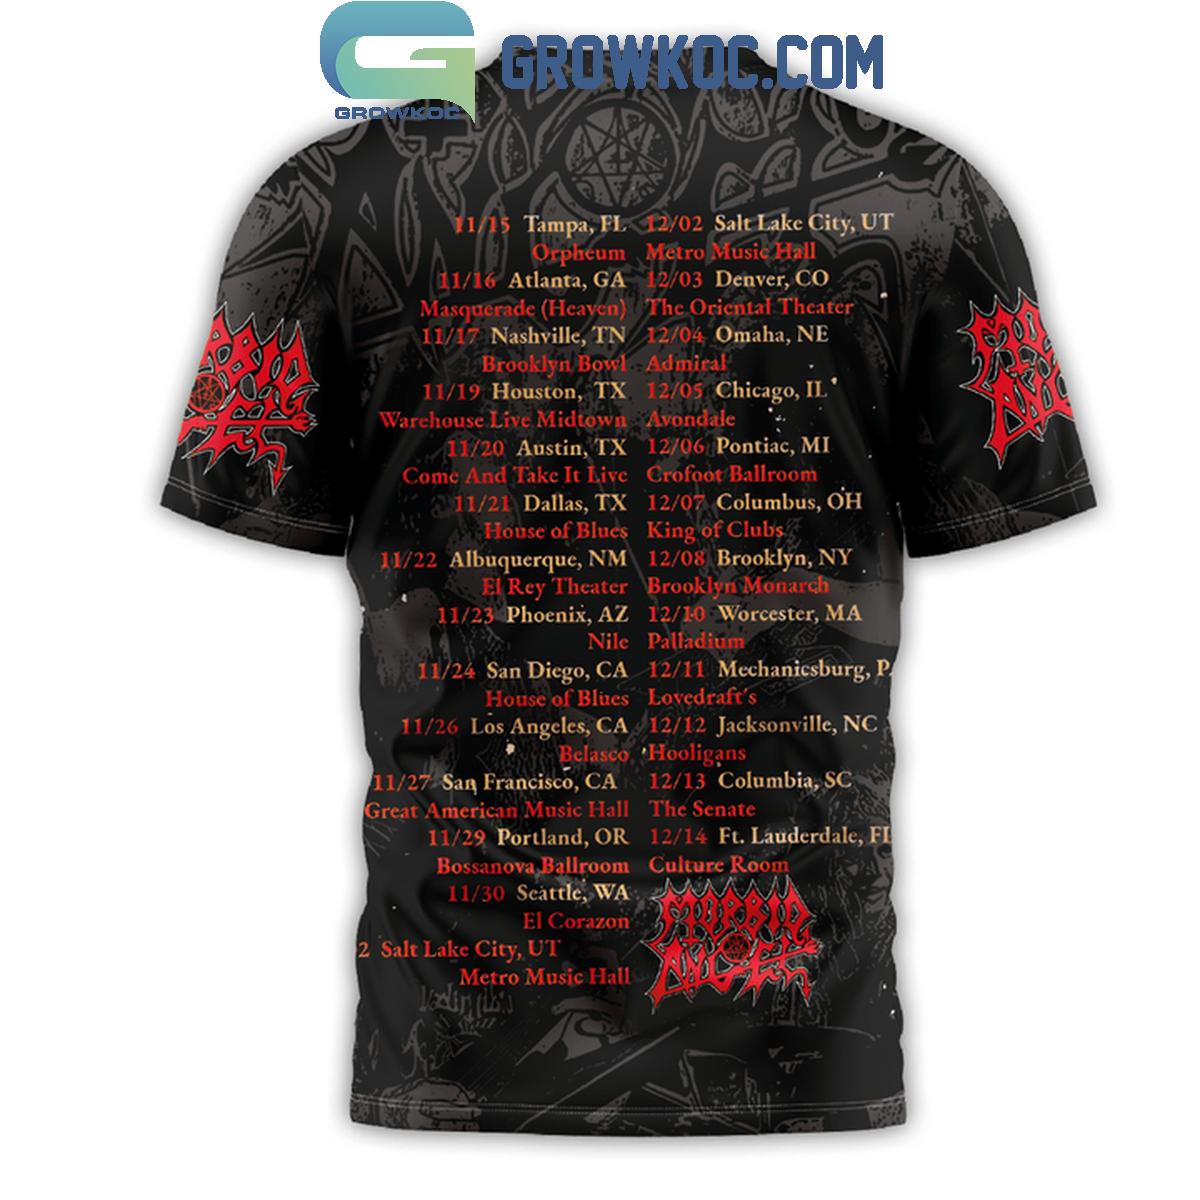 GROWKOC
GROWKOC.COM
11/15 Tampa, FL
Orpheum
11/16 Atlanta, GA
Masquerade (Heaven)
11/17 Nashville, TN
Brooklyn Bowl
11/19 Houston, TX
Warehouse Live Midtown
11/20 Austin, TX
Come And Take It Live
11/21 Dallas, TX
House of Blues
11/22 Albuquerque, NM
El Rey Theater
11/23 Phoenix, AZ
Nile
11/24 San Diego, CA
House of Blues
11/26 Los Angeles, CA
Belasco
11/27 San Francisco, CA
Great American Music Hall
11/29 Portland, OR
Bossanova Ballroom
11/30 Seattle, WA
El Corazon
2 Salt Lake City, UT
Metro Music Hall
12/02 Salt Lake City, UT
Metro Music Hall
12/03 Denver, CO
The Oriental Theater
12/04 Omaha, NE
Admiral
12/05 Chicago, IL
Avondale
12/06 Pontiac, MI
Crofoot Ballroom
12/07 Columbus, OH
King of Clubs
12/08 Brooklyn, NY
Brooklyn Monarch
12/10 Worcester, MA
Palladium
12/11 Mechanicsburg, P
Lovedraft's
12/12 Jacksonville, NC
Hooligans
12/13 Columbia, SC
The Senate
12/14 Ft. Lauderdale, FL
Culture Room
MORBID
ANGEL